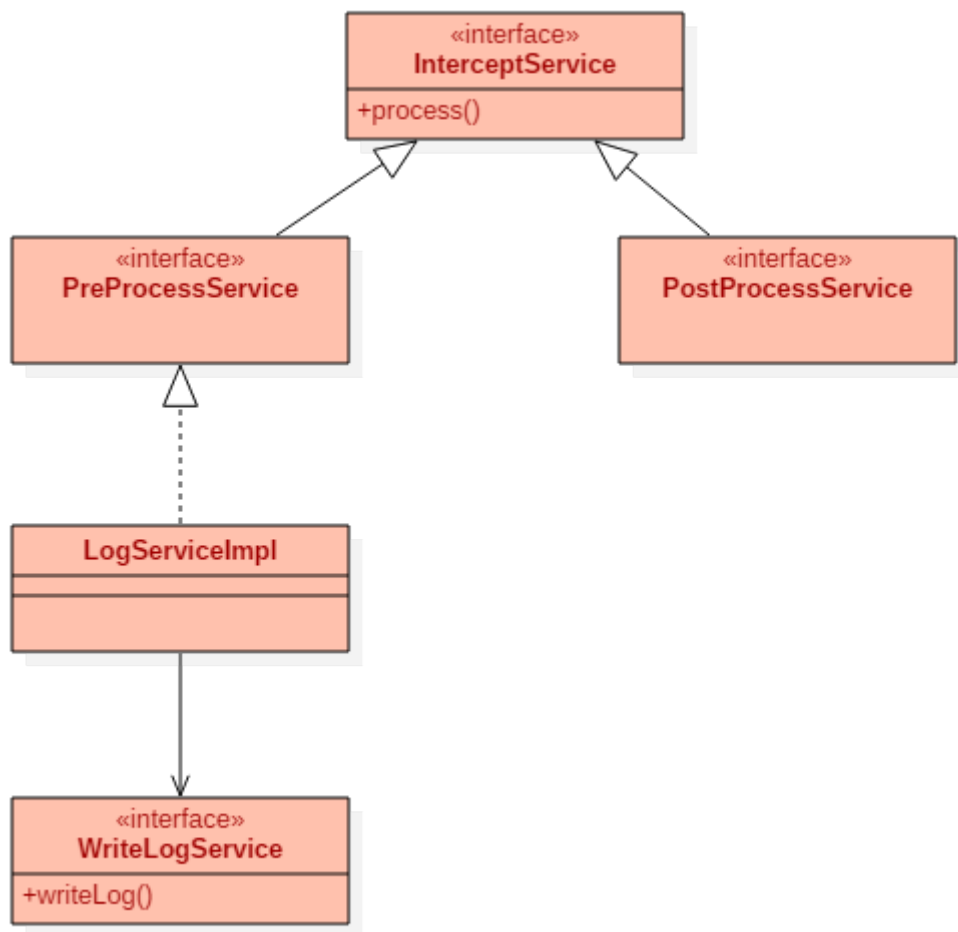 «interface»
InterceptService
+process()
«interface»
PreProcessService
«interface»
PostProcessService
LogServiceImpl
«interface»
WriteLogService
+writeLog()